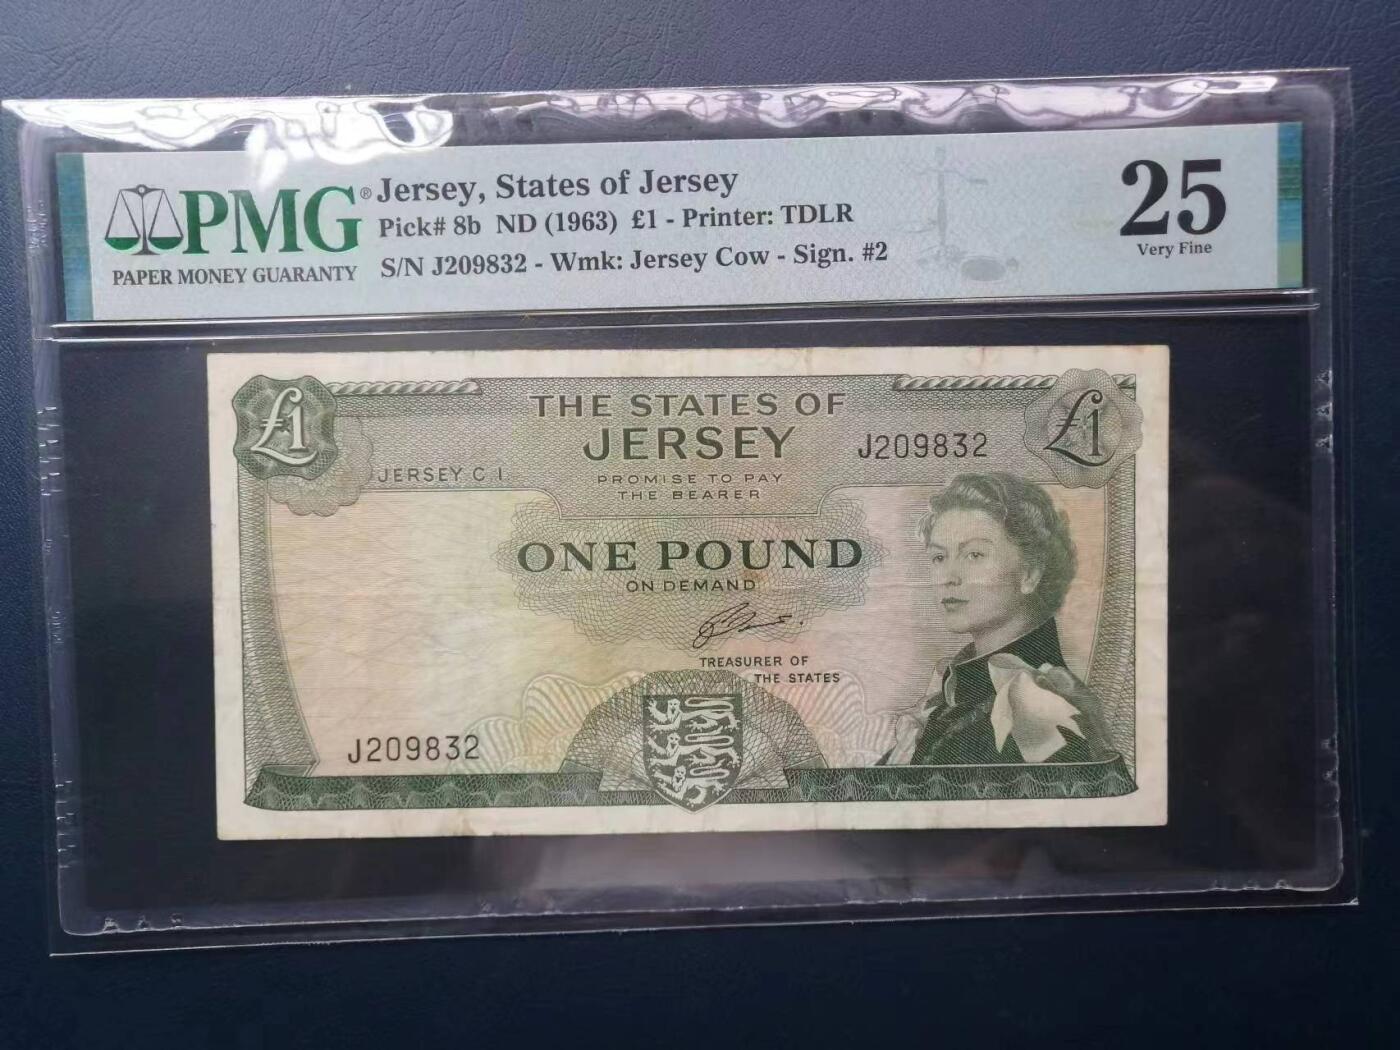 PMG®
PAPER MONEY GUARANTY
Jersey, States of Jersey
Pick# 8b ND (1963) £1 - Printer: TDLR
S/N J209832 - Wmk: Jersey Cow - Sign. #2
25
Very Fine
£1
THE STATES OF
JERSEY
J209832
£1
JERSEY C I.
PROMISE TO PAY
THE BEARER
ONE POUND
ON DEMAND
TREASURER OF
THE STATES
J209832